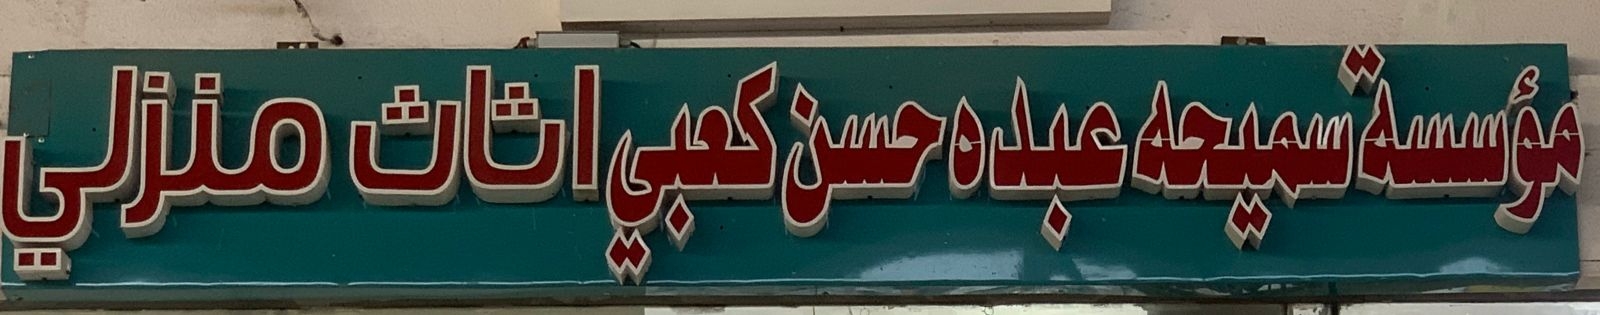 مؤسسة سميحه عبده حسن كعبي اثاث منزلي